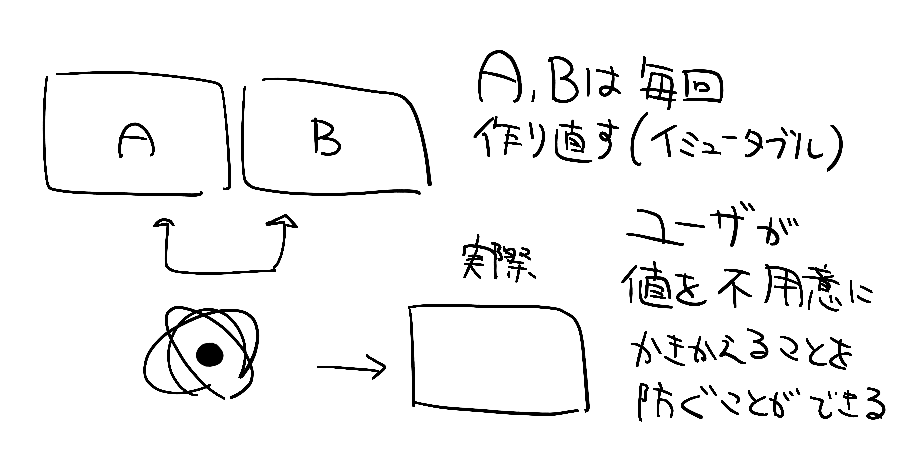 A
B
A,Bは 毎回
作り直す(イミュータブル)
実際
ユーザが
値を不用意に
かきかえることを
防ぐことができる